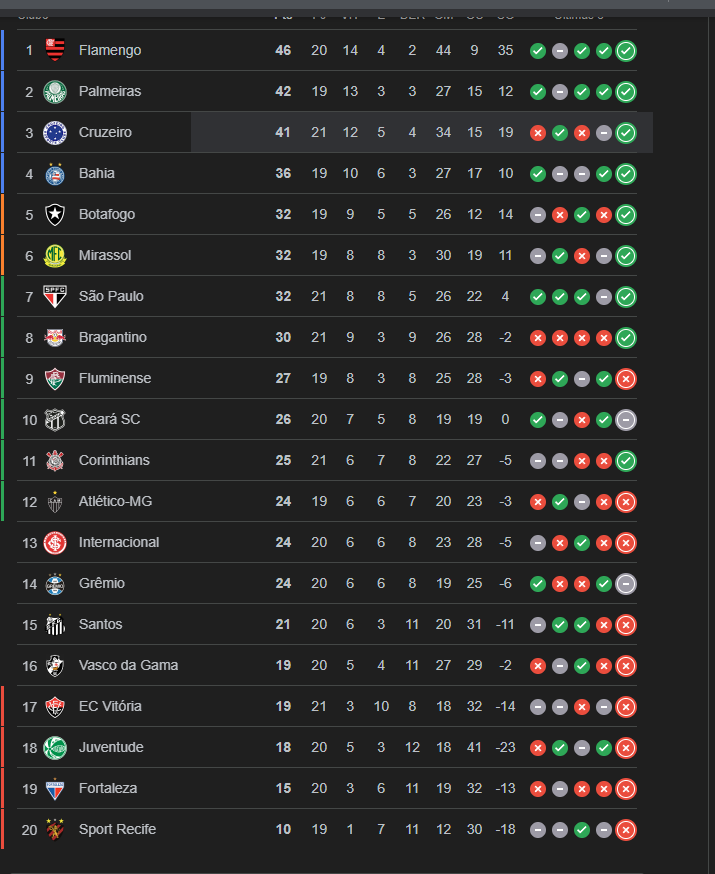 1 Flamengo 46 20 14 4 2 44 9 35
2 Palmeiras 42 19 13 3 3 27 15 12
3 Cruzeiro 41 21 12 5 4 34 15 19
4 Bahia 36 19 10 6 3 27 17 10
5 Botafogo 32 19 9 5 5 26 12 14
6 Mirassol 32 19 8 8 3 30 19 11
SPFC
7 São Paulo 32 21 8 8 5 26 22 4
8 Bragantino 30 21 9 3 9 26 28 -2
9 Fluminense 27 19 8 3 8 25 28 -3
10 Ceará SC 26 20 7 5 8 19 19 0
11 Corinthians 25 21 6 7 8 22 27 -5
12 Atlético-MG 24 19 6 6 7 20 23 -3
13 Internacional 24 20 6 6 8 23 28 -5
14 Grêmio 24 20 6 6 8 19 25 -6
15 Santos 21 20 6 3 11 20 31 -11
16 Vasco da Gama 19 20 5 4 11 27 29 -2
17 EC Vitória 19 21 3 10 8 18 32 -14
18 Juventude 18 20 5 3 12 18 41 -23
19 Fortaleza 15 20 3 6 11 19 32 -13
20 Sport Recife 10 19 1 7 11 12 30 -18